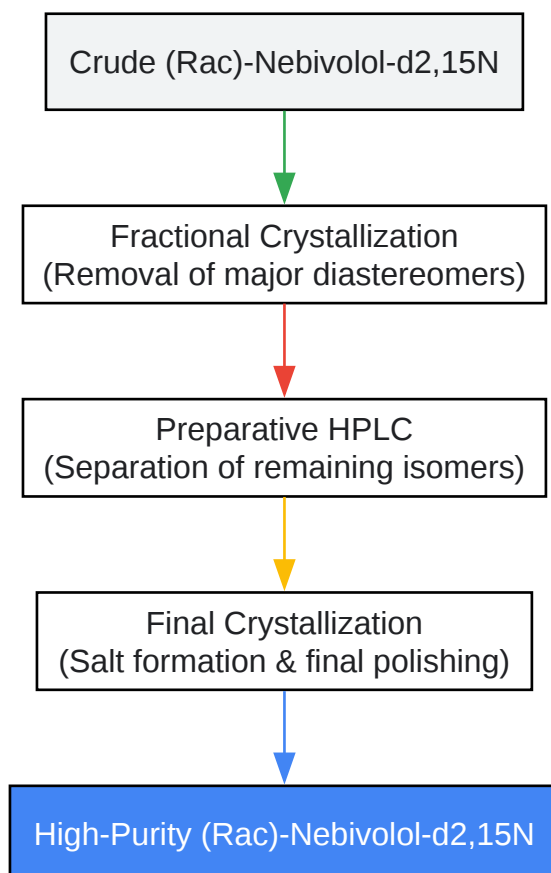 Crude (Rac)-Nebivolol-d2,15N
Fractional Crystallization
(Removal of major diastereomers)
Preparative HPLC
(Separation of remaining isomers)
Final Crystallization
(Salt formation & final polishing)
High-Purity (Rac)-Nebivolol-d2,15N